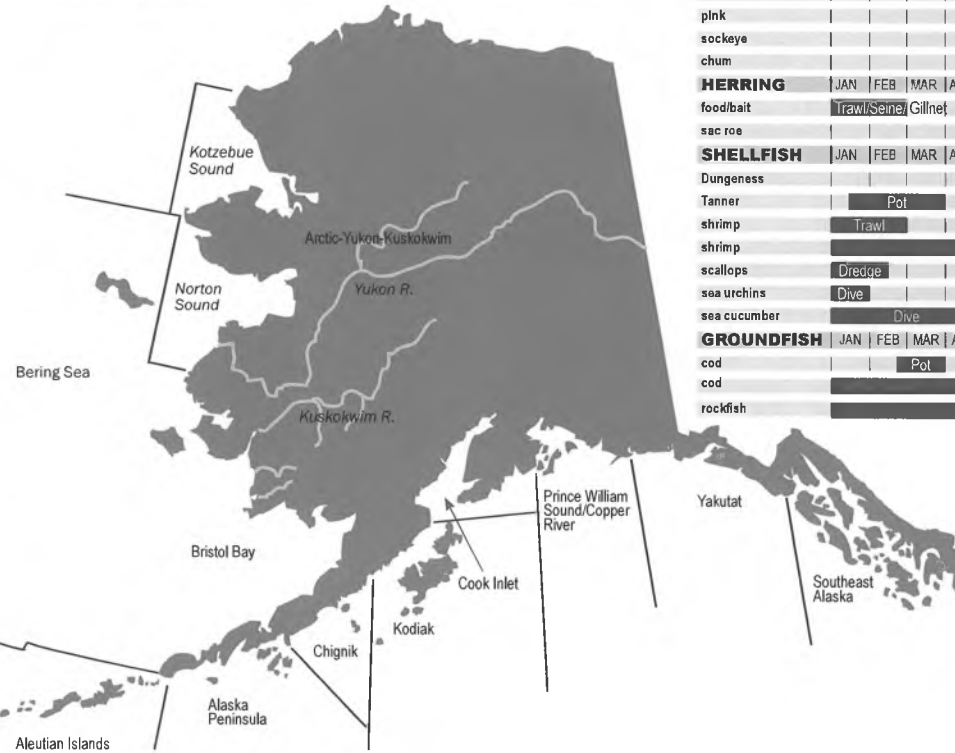 pink
sockeye
chum
HERRING JAN FEB MAR A
food/bait Trawl/Seine/Gillnet
sac roe
SHELLFISH JAN FEB MAR A
Dungeness
Tanner Pot
shrimp Trawl
shrimp
scallops Dredge
sea urchins Dive
sea cucumber Dive
GROUNDFISH JAN FEB MAR A
cod Pot
cod
rockfish
Kotzebue
Sound
Arctic-Yukon-Kuskokwim
Norton
Sound
Yukon R.
Bering Sea
Kuskokwim R.
Prince William
Sound/Copper
River
Yakutat
Bristol Bay
Cook Inlet
Southeast
Alaska
Kodiak
Chignik
Alaska
Peninsula
Aleutian Islands